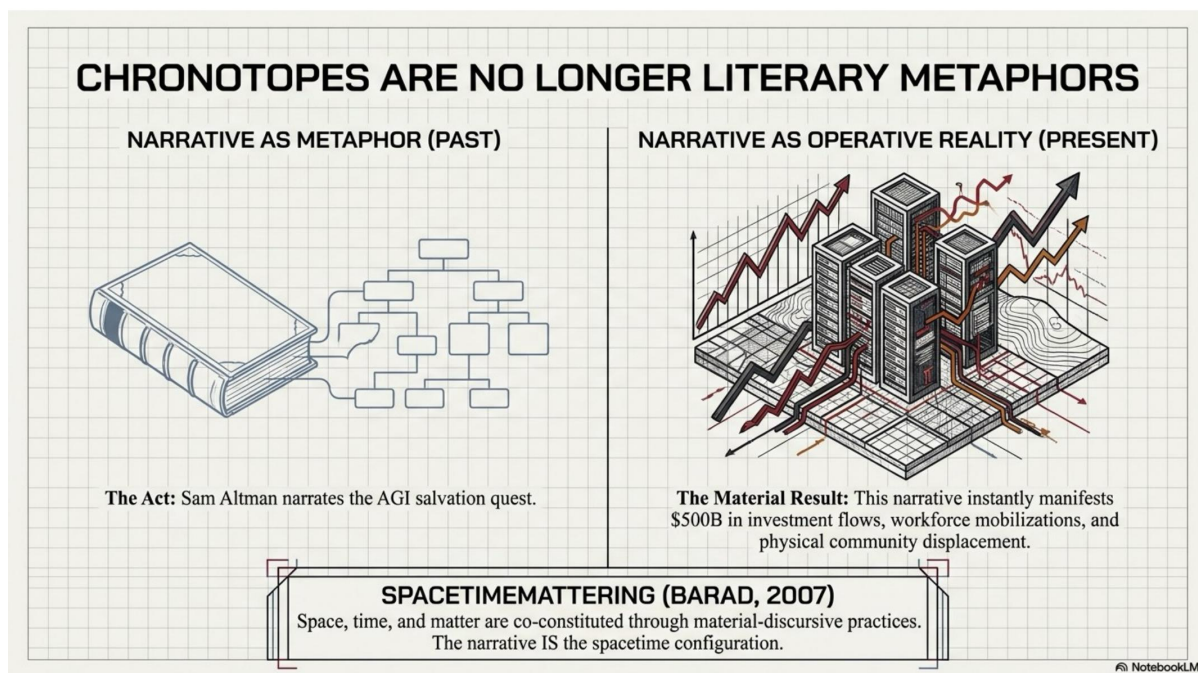 CHRONOTOPES ARE NO LONGER LITERARY METAPHORS
NARRATIVE AS METAPHOR (PAST)
The Act: Sam Altman narrates the AGI salvation quest.
NARRATIVE AS OPERATIVE REALITY (PRESENT)
The Material Result: This narrative instantly manifests
$500B in investment flows, workforce mobilizations, and
physical community displacement.
SPACETIMEMATTERING (BARAD, 2007)
Space, time, and matter are co-constituted through material-discursive practices.
The narrative IS the spacetime configuration.
NotebookLM